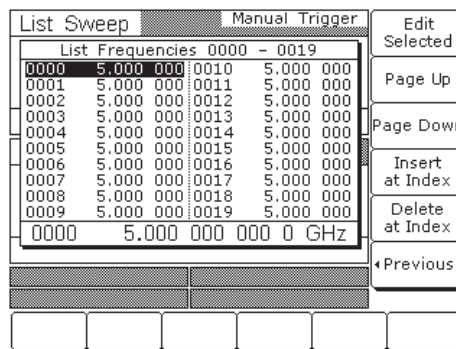 List Sweep
Manual Trigger
List Frequencies 0000 - 0019
0000 5.000 000 0010 5.000 000
0001 5.000 000 0011 5.000 000
0002 5.000 000 0012 5.000 000
0003 5.000 000 0013 5.000 000
0004 5.000 000 0014 5.000 000
0005 5.000 000 0015 5.000 000
0006 5.000 000 0016 5.000 000
0007 5.000 000 0017 5.000 000
0008 5.000 000 0018 5.000 000
0009 5.000 000 0019 5.000 000
0000 5.000 000 000 0 GHz
Edit
Selected
Page Up
Page Down
Insert
at Index
Delete
at Index
Previous